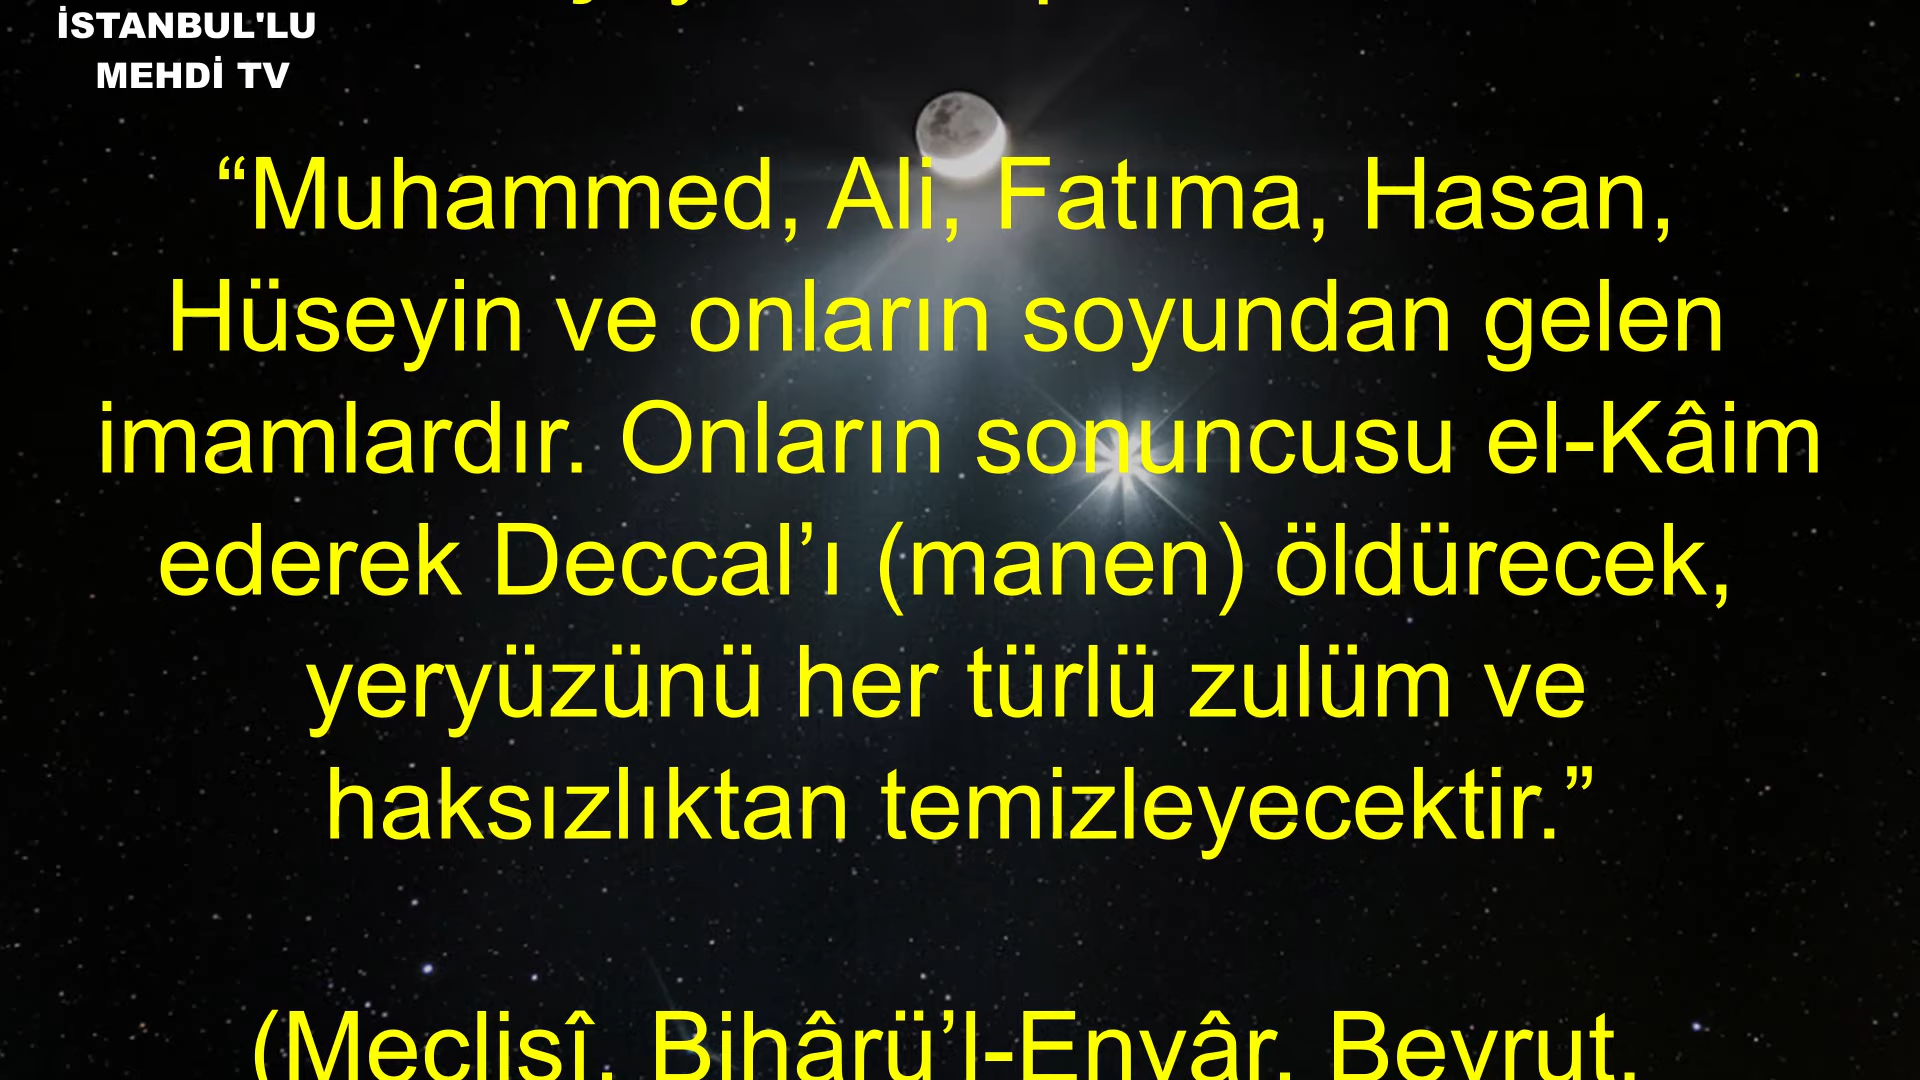 İSTANBUL'LU
MEHDİ TV
“Muhammed, Ali, Fatıma, Hasan,
Hüseyin ve onların soyundan gelen
imamlardır. Onların sonuncusu el-Kâim
ederek Deccal’ı (manen) öldürecek,
yeryüzünü her türlü zulüm ve
haksızlıktan temizleyecektir.”
(Meclisî, Bihârü’l-Envâr, Beyrut,